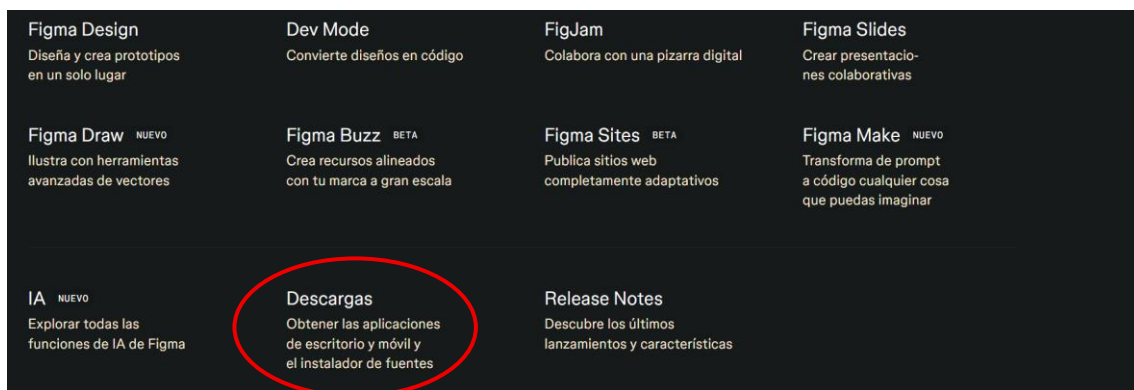 Figma Design
Diseña y crea prototipos
en un solo lugar
Dev Mode
Convierte diseños en código
FigJam
Colabora con una pizarra digital
Figma Slides
Crear presentacio-
nes colaborativas
Figma Draw NUEVO
Ilustra con herramientas
avanzadas de vectores
Figma Buzz BETA
Crea recursos alineados
con tu marca a gran escala
Figma Sites BETA
Publica sitios web
completamente adaptativos
Figma Make NUEVO
Transforma de prompt
a código cualquier cosa
que puedas imaginar
IA NUEVO
Explorar todas las
funciones de IA de Figma
Descargas
Obtener las aplicaciones
de escritorio y móvil y
el instalador de fuentes
Release Notes
Descubre los últimos
lanzamientos y características